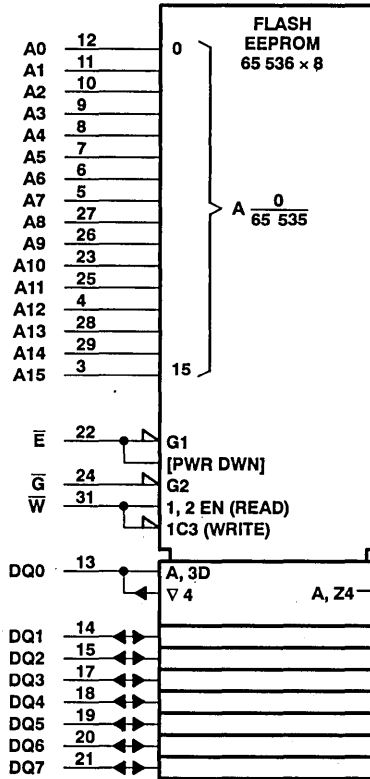 FLASH
EEPROM
65 536 × 8
A0 12 0
A1 11
A2 10
A3 9
A4 8
A5 7
A6 6
A7 5
A8 27
A 0
65 535
A9 26
A10 23
A11 25
A12 4
A13 28
A14 29
A15 3 15
E̅ 22 G1
[PWR DWN]
G̅ 24 G2
W̅ 31 1, 2 EN (READ)
1C3 (WRITE)
DQ0 13 A, 3D
∇ 4 A, Z4
DQ1 14
DQ2 15
DQ3 17
DQ4 18
DQ5 19
DQ6 20
DQ7 21